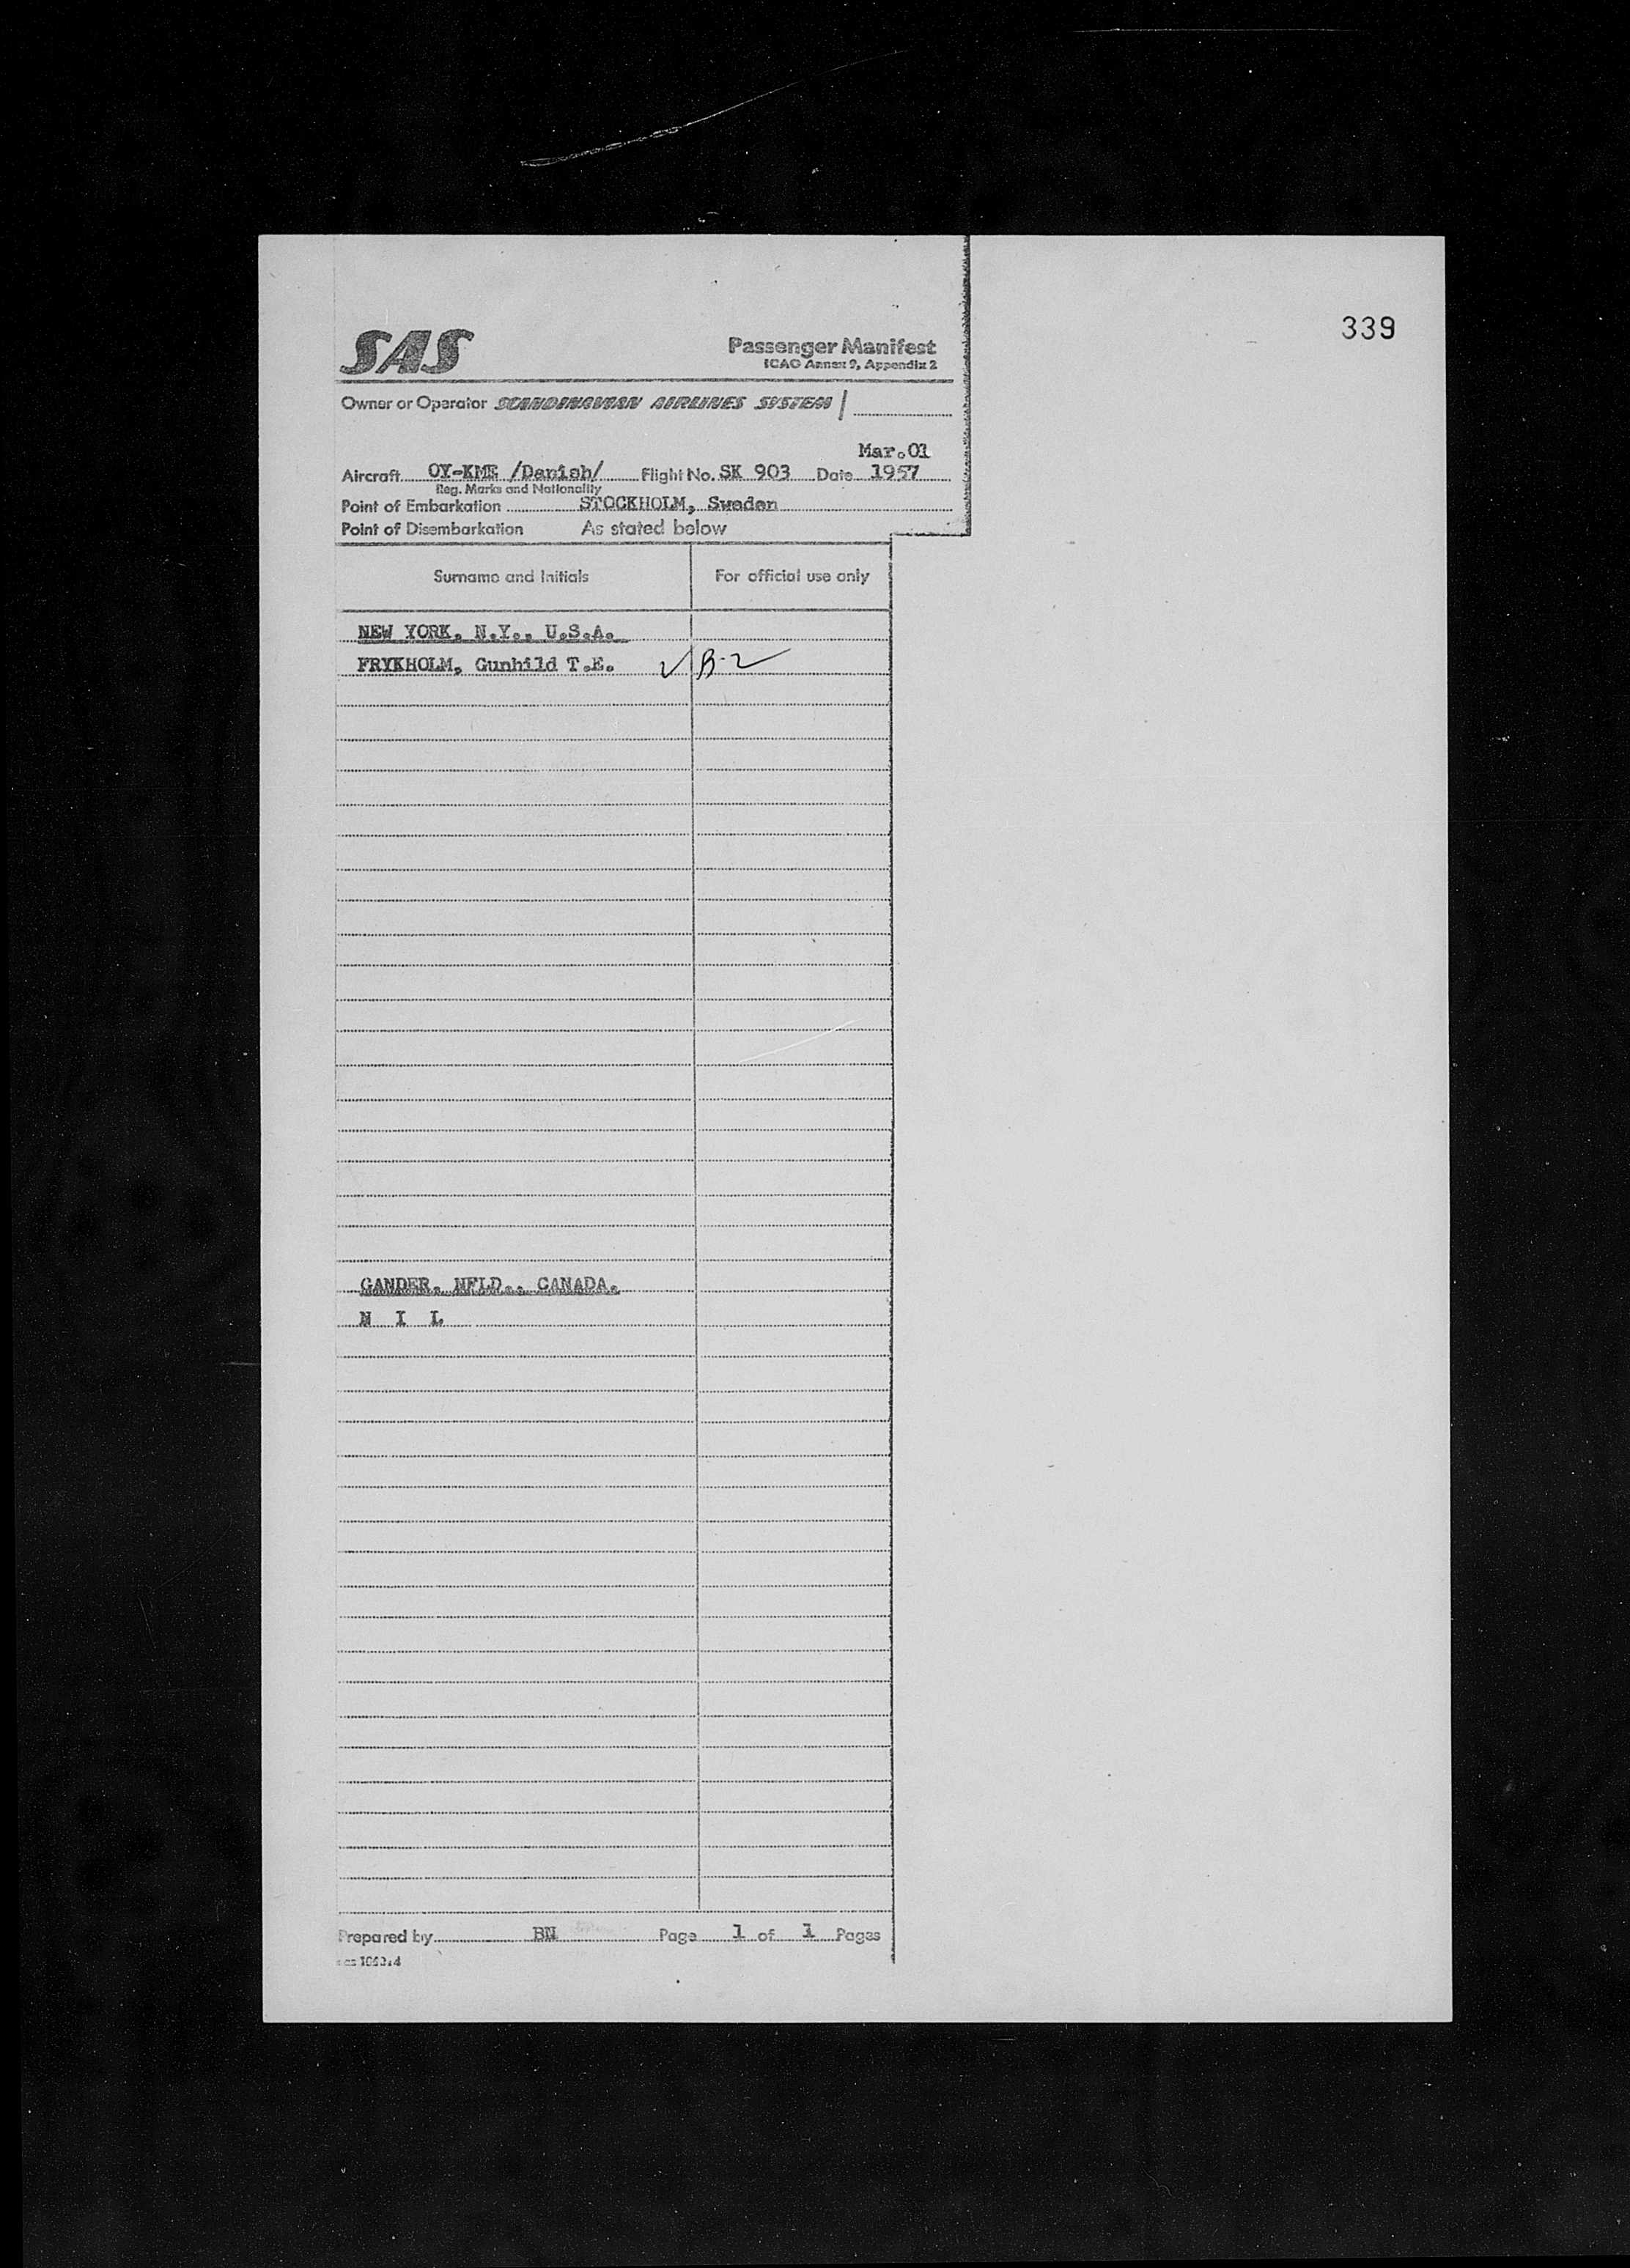 339
SAS
Passenger Manifest
ICAO Annex 9, Appendix 2
Owner or Operator SCANDINAVIAN AIRLINES SYSTEM
Mar.01
Aircraft OY-KME /Danish/ Flight No. SK 903 Date 1957
Reg. Marks and Nationality
Point of Embarkation STOCKHOLM, Sweden
Point of Disembarkation As stated below
Surname and Initials For official use only
NEW YORK, N.Y., U.S.A.
FRYKHOLM, Gunhild T.E. ✓ B-2
GANDER, NFLD., CANADA.
N I L
Prepared by BN Page 1 of 1 Pages